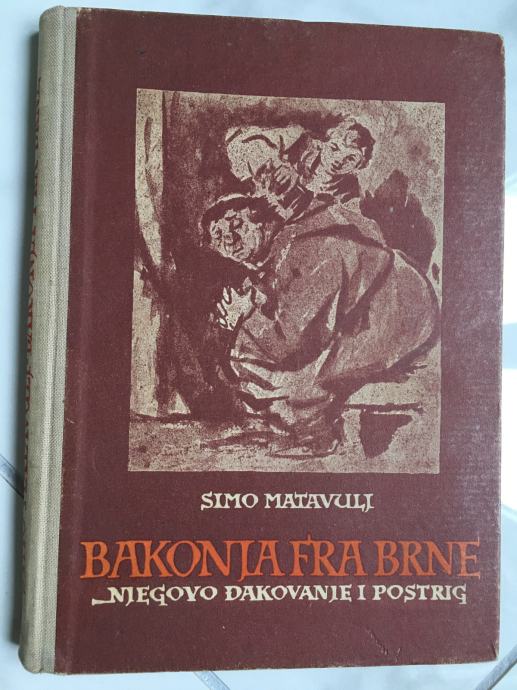 SIMO MATAVULJ
BAKONJA FRA BRNE
NJEGOVO ĐAKOVANJE I POSTRIG